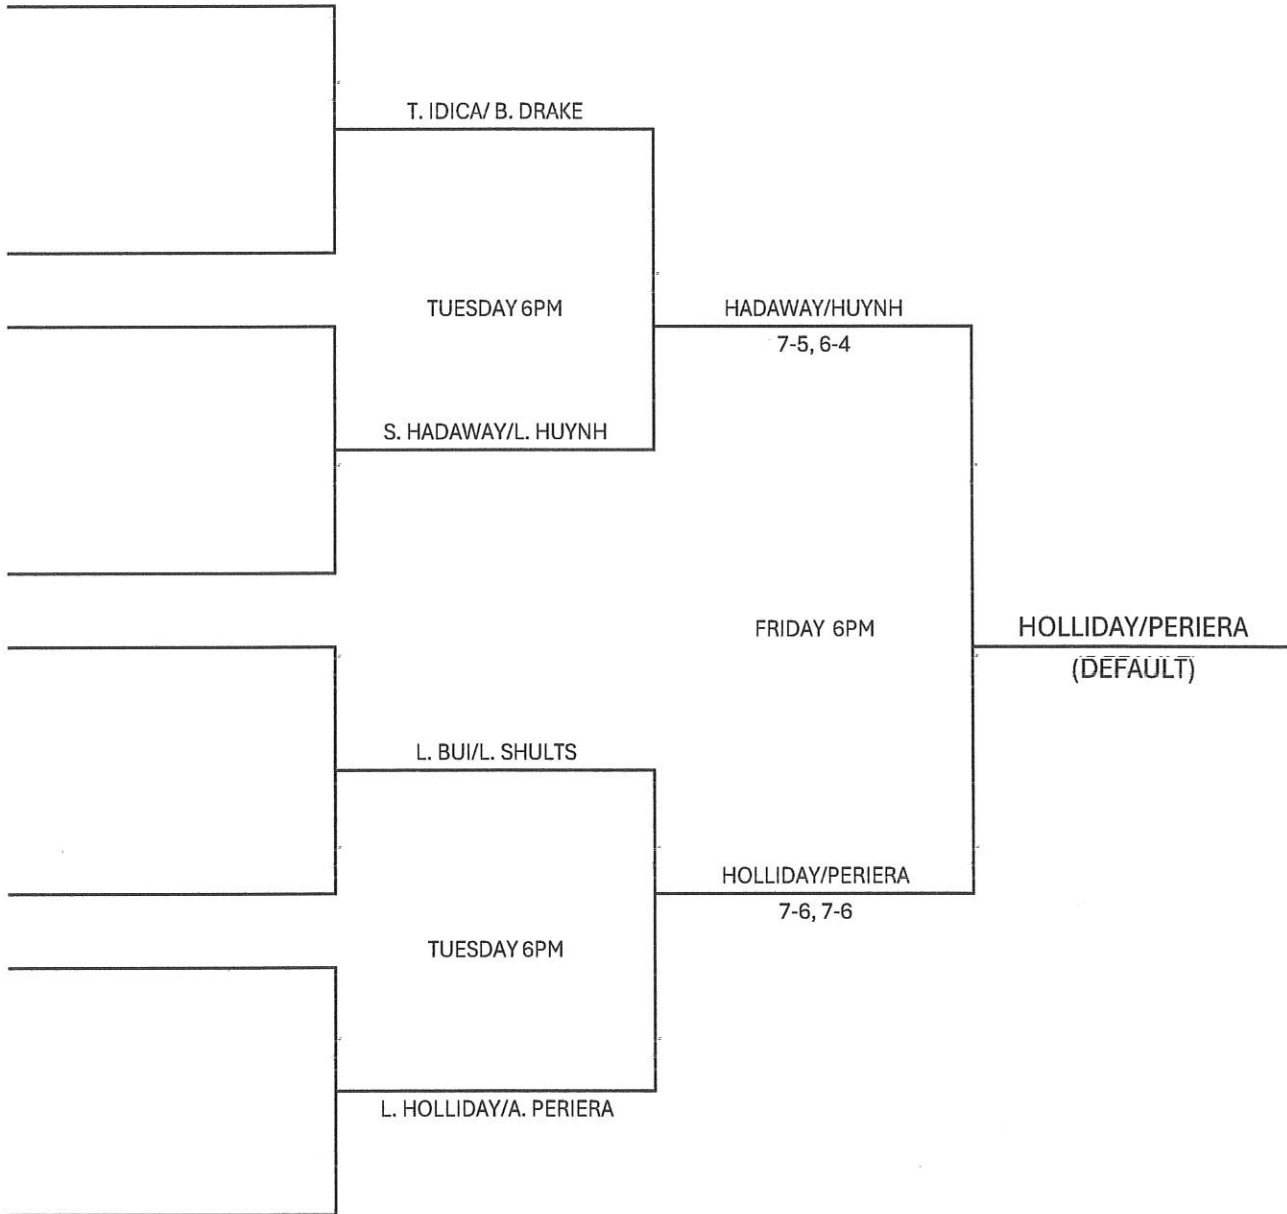 T. IDICA/ B. DRAKE
TUESDAY 6PM
HADAWAY/HUYNH
7-5, 6-4
S. HADAWAY/L. HUYNH
FRIDAY 6PM
HOLLIDAY/PERIERA
(DEFAULT)
L. BUI/L. SHULTS
HOLLIDAY/PERIERA
7-6, 7-6
TUESDAY 6PM
L. HOLLIDAY/A. PERIERA